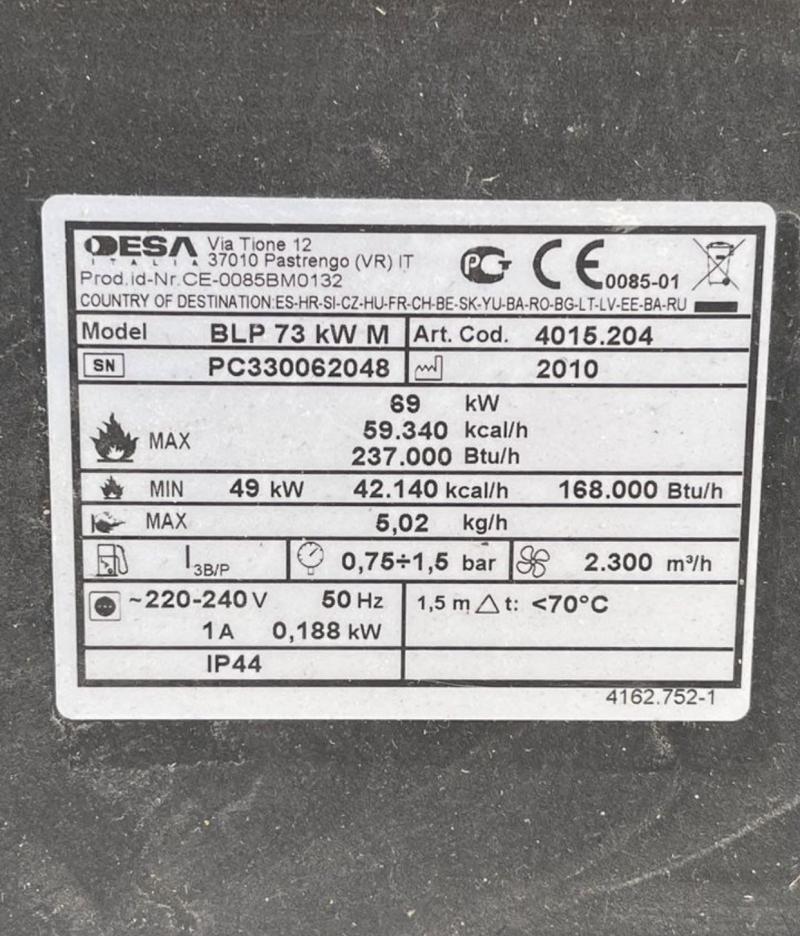 DESA Via Tione 12
ITALIA 37010 Pastrengo (VR) IT
Prod.id-Nr.CE-0085BM0132
CE 0085-01
COUNTRY OF DESTINATION:ES-HR-SI-CZ-HU-FR-CH-BE-SK-YU-BA-RO-BG-LT-LV-EE-BA-RU
Model BLP 73 kW M Art. Cod. 4015.204
SN PC330062048 2010
69 kW
MAX 59.340 kcal/h
237.000 Btu/h
MIN 49 kW 42.140 kcal/h 168.000 Btu/h
MAX 5,02 kg/h
I3B/P 0,75÷1,5 bar 2.300 m³/h
~220-240 V 50 Hz 1,5 m △ t: <70°C
1 A 0,188 kW
IP44
4162.752-1